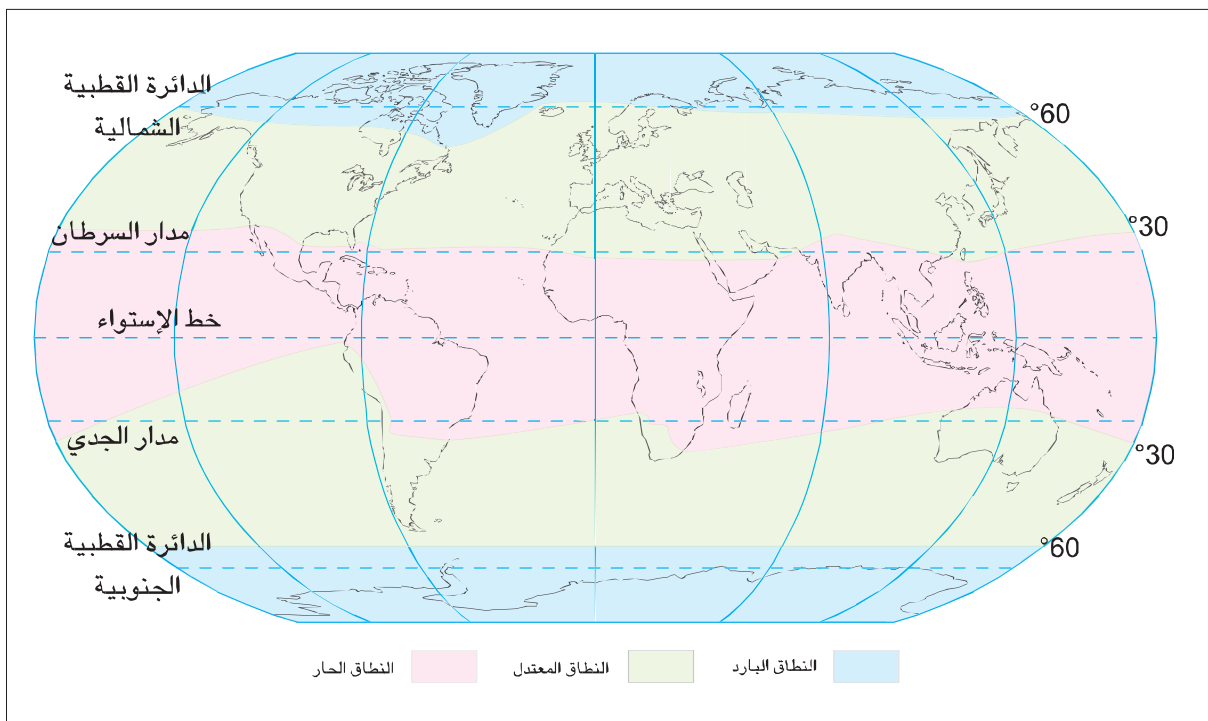 الدائرة القطبية
الشمالية
°60
مدار السرطان
°30
خط الإستواء
مدار الجدي
°30
الدائرة القطبية
الجنوبية
°60
النطاق البارد
النطاق المعتدل
النطاق الحار